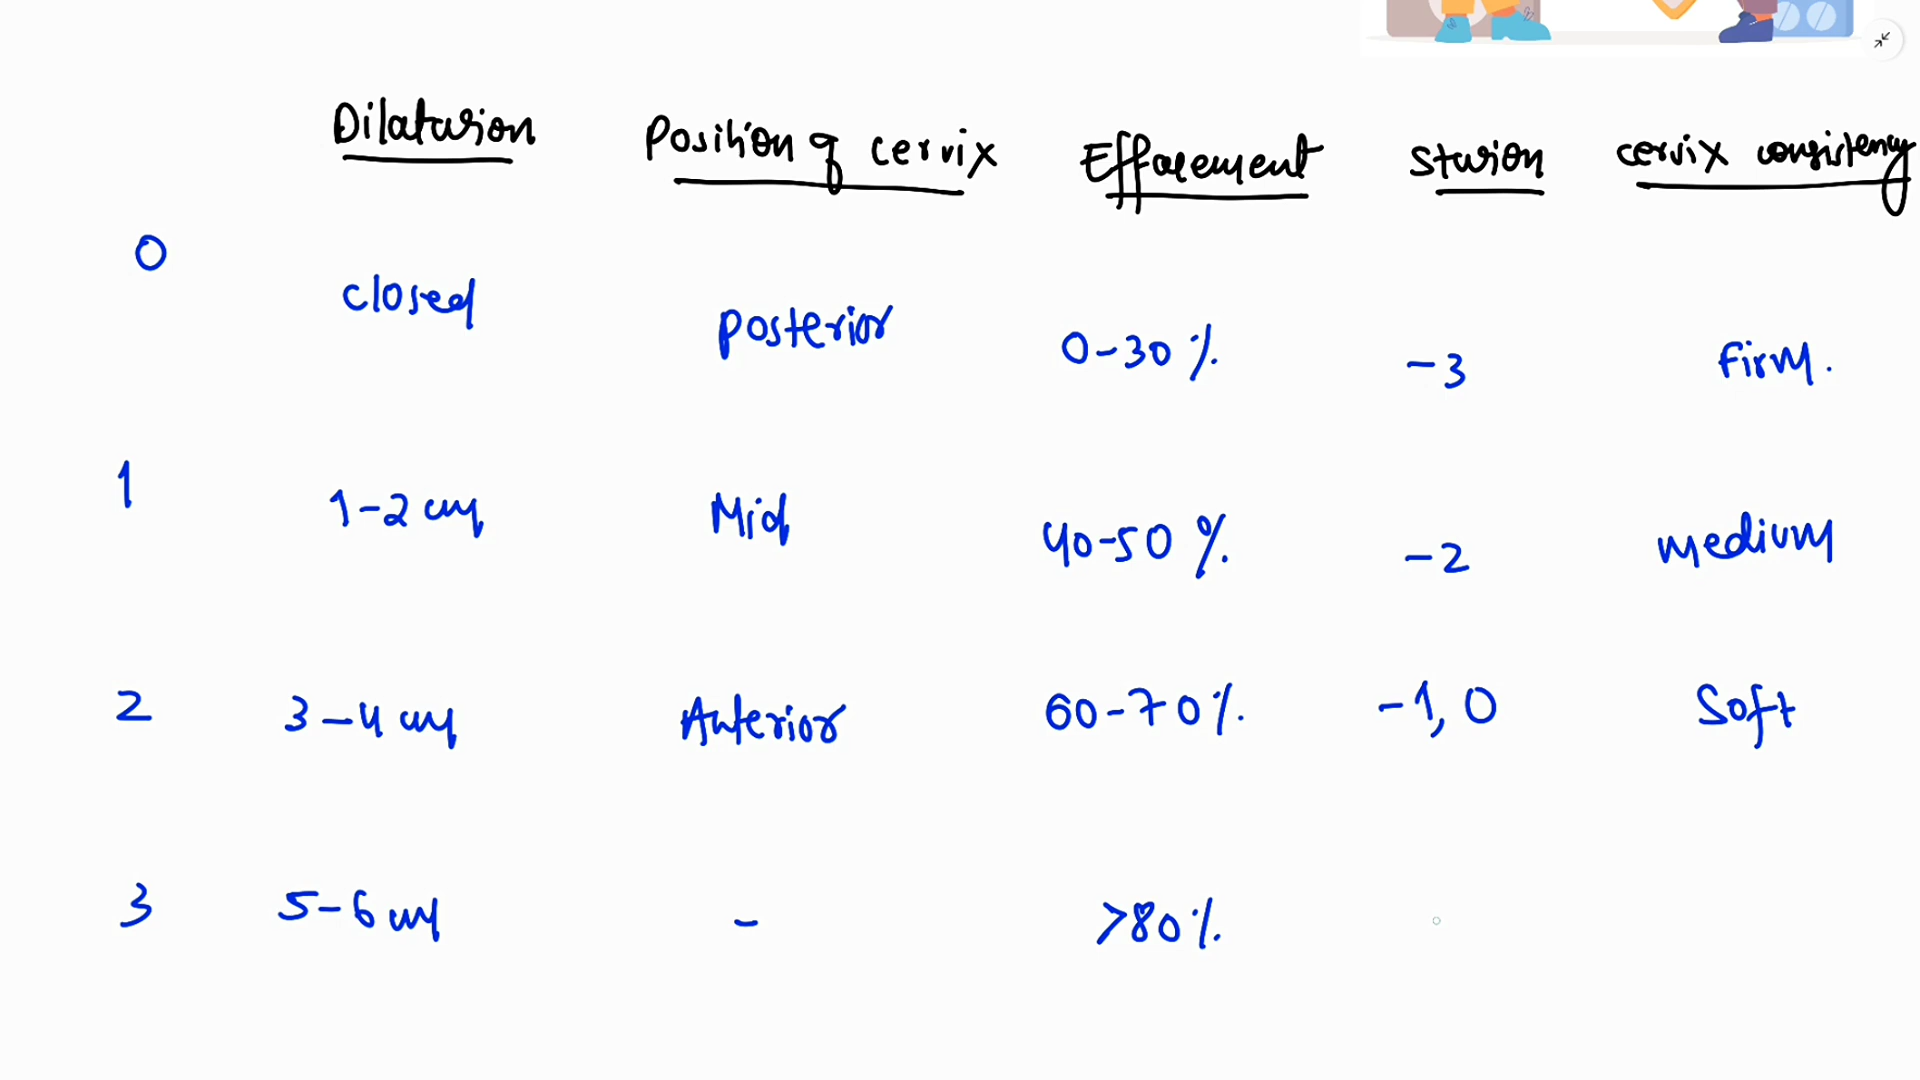 Dilatation Position of cervix Effacement Station cervix consistency
0 closed posterior 0-30% -3 Firm.
1 1-2 cm Mid 40-50% -2 medium
2 3-4 cm Anterior 60-70% -1, 0 Soft
3 5-6 cm - >80%